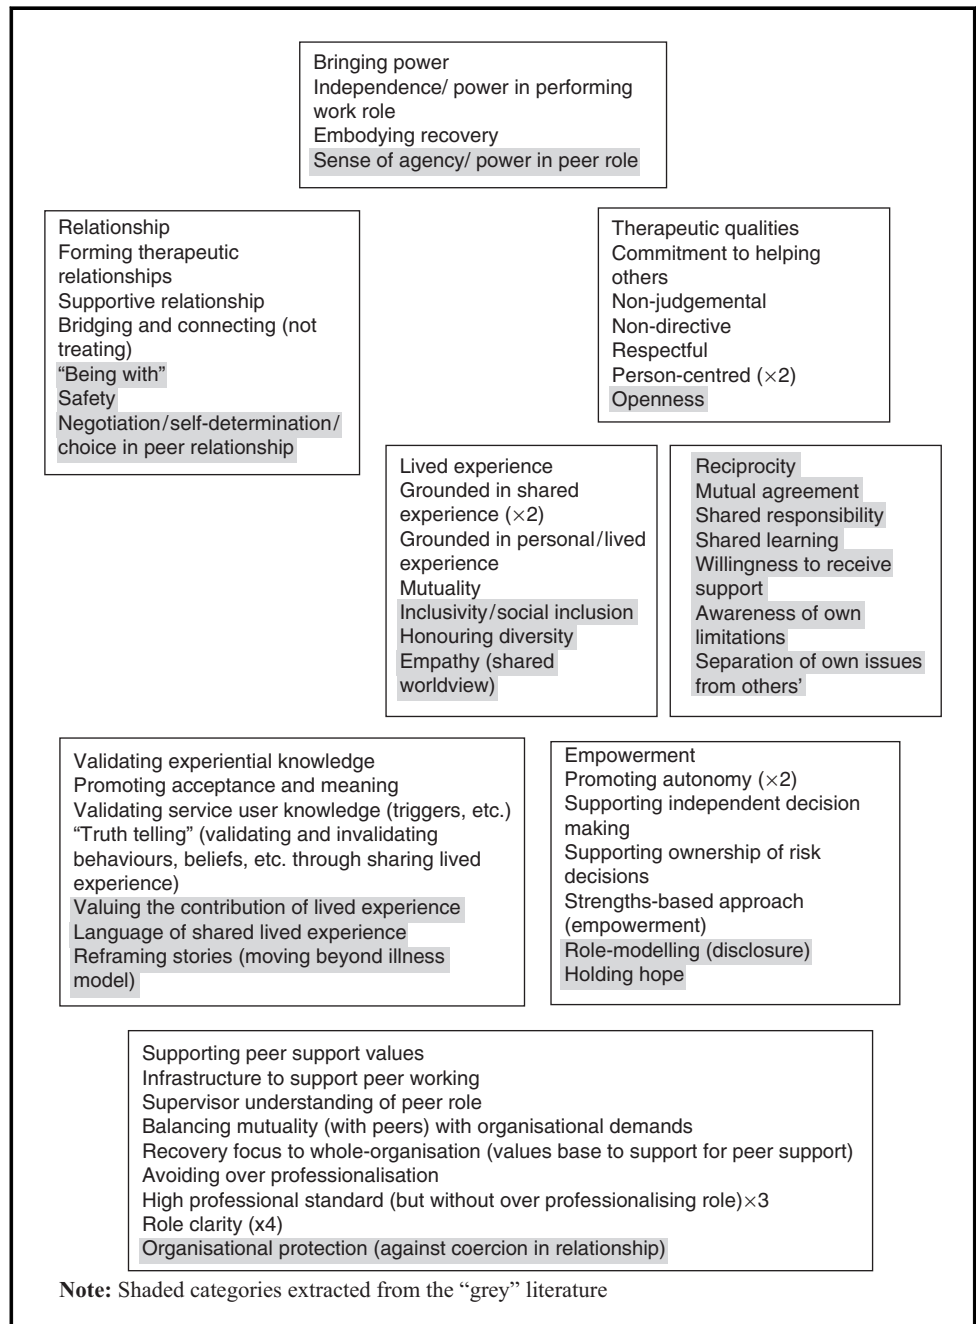 Bringing power
Independence/ power in performing
work role
Embodying recovery
Sense of agency/ power in peer role
Relationship
Forming therapeutic
relationships
Supportive relationship
Bridging and connecting (not
treating)
“Being with”
Safety
Negotiation/self-determination/
choice in peer relationship
Therapeutic qualities
Commitment to helping
others
Non-judgemental
Non-directive
Respectful
Person-centred (×2)
Openness
Lived experience
Grounded in shared
experience (×2)
Grounded in personal/lived
experience
Mutuality
Inclusivity/social inclusion
Honouring diversity
Empathy (shared
worldview)
Reciprocity
Mutual agreement
Shared responsibility
Shared learning
Willingness to receive
support
Awareness of own
limitations
Separation of own issues
from others’
Validating experiential knowledge
Promoting acceptance and meaning
Validating service user knowledge (triggers, etc.)
“Truth telling” (validating and invalidating
behaviours, beliefs, etc. through sharing lived
experience)
Valuing the contribution of lived experience
Language of shared lived experience
Reframing stories (moving beyond illness
model)
Empowerment
Promoting autonomy (×2)
Supporting independent decision
making
Supporting ownership of risk
decisions
Strengths-based approach
(empowerment)
Role-modelling (disclosure)
Holding hope
Supporting peer support values
Infrastructure to support peer working
Supervisor understanding of peer role
Balancing mutuality (with peers) with organisational demands
Recovery focus to whole-organisation (values base to support for peer support)
Avoiding over professionalisation
High professional standard (but without over professionalising role)×3
Role clarity (x4)
Organisational protection (against coercion in relationship)
Note: Shaded categories extracted from the “grey” literature